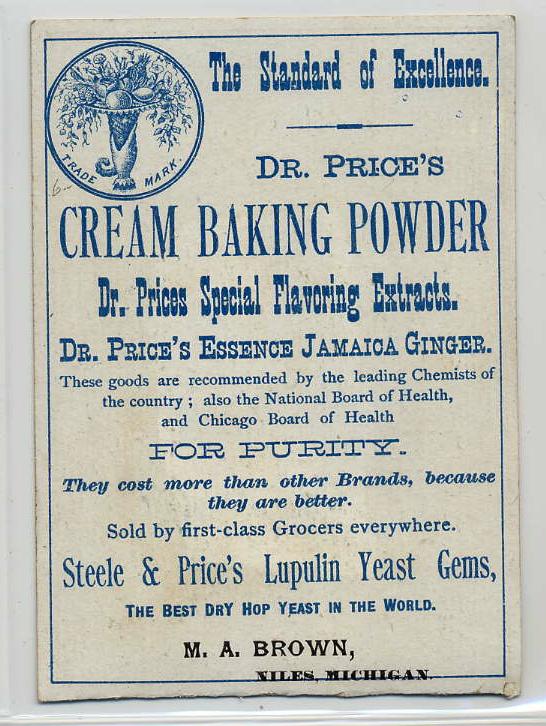 The Standard of Excellence.
TRADE MARK.
DR. PRICE'S
CREAM BAKING POWDER
Dr. Prices Special Flavoring Extracts.
DR. PRICE'S ESSENCE JAMAICA GINGER.
These goods are recommended by the leading Chemists of
the country; also the National Board of Health,
and Chicago Board of Health
FOR PURITY.
They cost more than other Brands, because
they are better.
Sold by first-class Grocers everywhere.
Steele & Price's Lupulin Yeast Gems,
THE BEST DRY HOP YEAST IN THE WORLD.
M. A. BROWN,
NILES, MICHIGAN.